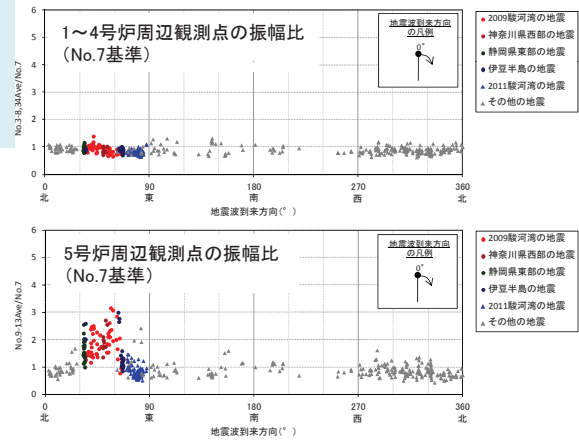 1～4号炉周辺観測点の振幅比
(No.7基準)
地震波到来方向
の凡例
0°
No.3-8,34Ave/No.7
6
5
4
3
2
1
0
0
90
180
270
360
北
東
南
西
北
地震波到来方向(°)
● 2009駿河湾の地震
● 神奈川県西部の地震
● 静岡県東部の地震
● 伊豆半島の地震
▲ 2011駿河湾の地震
▲ その他の地震
5号炉周辺観測点の振幅比
(No.7基準)
地震波到来方向
の凡例
0°
No.9-13Ave/No.7
6
5
4
3
2
1
0
0
90
180
270
360
北
東
南
西
北
地震波到来方向(°)
● 2009駿河湾の地震
● 神奈川県西部の地震
● 静岡県東部の地震
● 伊豆半島の地震
▲ 2011駿河湾の地震
▲ その他の地震